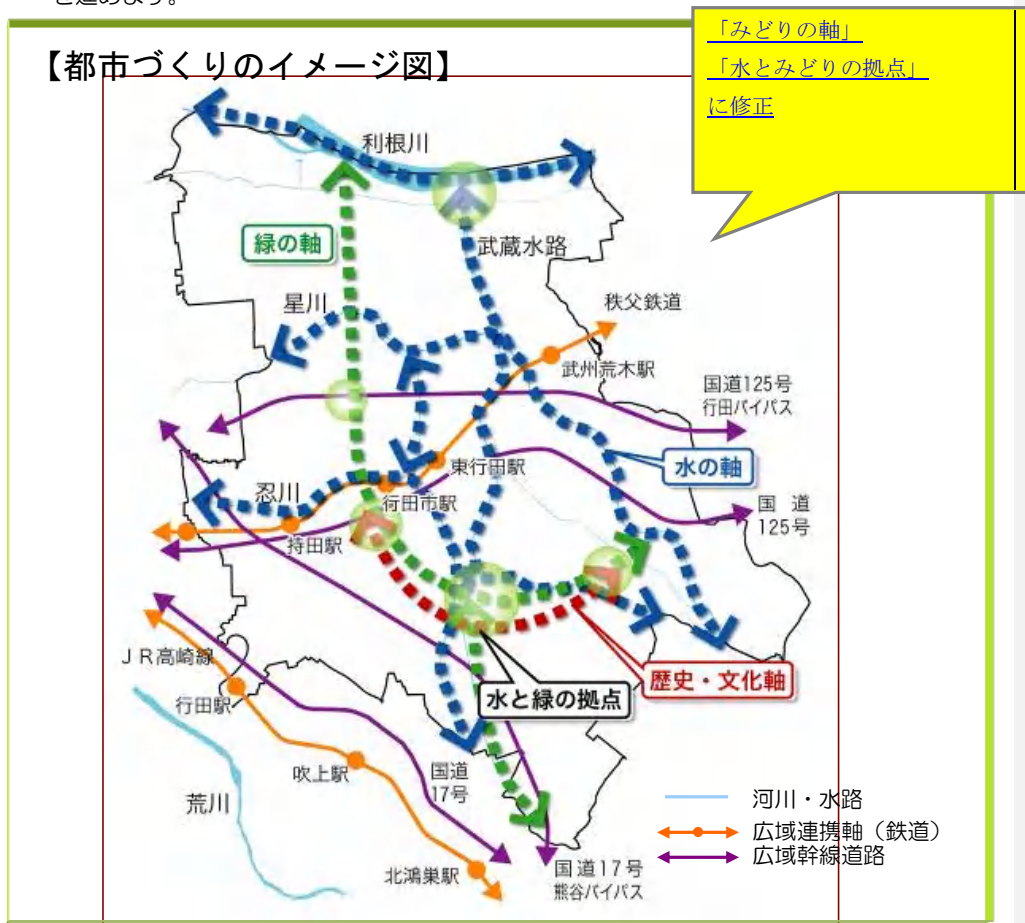 と進めよう。
「みどりの軸」
「水とみどりの拠点」
に修正
【都市づくりのイメージ図】
利根川
緑の軸
武蔵水路
星川
秩父鉄道
武州荒木駅
国道125号
行田バイパス
東行田駅
水の軸
忍川
行田市駅
国 道
125号
持田駅
JR高崎線
歴史・文化軸
水と緑の拠点
行田駅
吹上駅
国道
17号
荒川
河川・水路
広域連携軸（鉄道）
広域幹線道路
北鴻巣駅
国道17号
熊谷バイパス